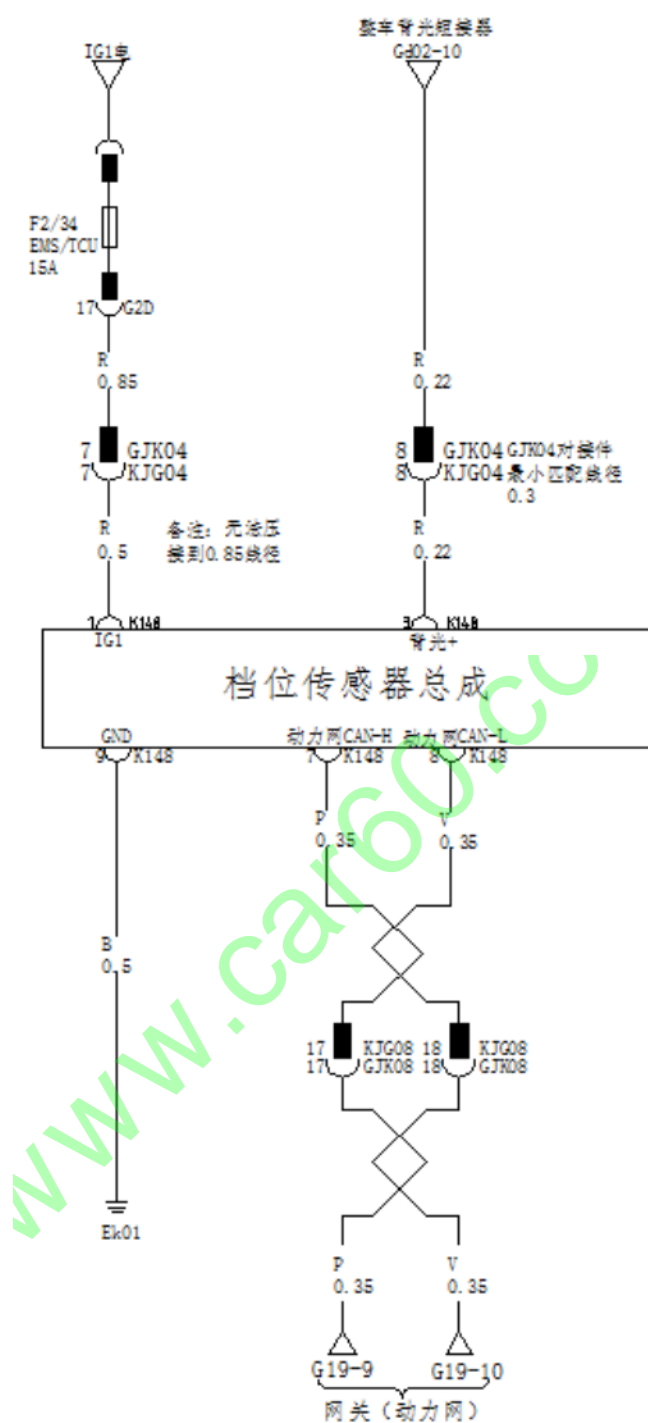 整车背光短接器
IG1电 Gd02-10
F2/34
EMS/TCU
15A
17 G2D
R
0.85
R
0.22
7 GJK04
7 KJG04
8 GJK04 GJK04对接件
8 KJG04 最小匹配线径
0.3
R
0.5
备注：无法压
接到0.85线径
R
0.22
1 K148
3 K148
IG1 背光+
档位传感器总成
GND 动力网CAN-H 动力网CAN-L
9 K148 7 K148 8 K148
P
0.35
V
0.35
B
0.5
17 KJG08 18 KJG08
17 GJK08 18 GJK08
Ek01
P
0.35
V
0.35
G19-9 G19-10
网关（动力网）
www.car60.co